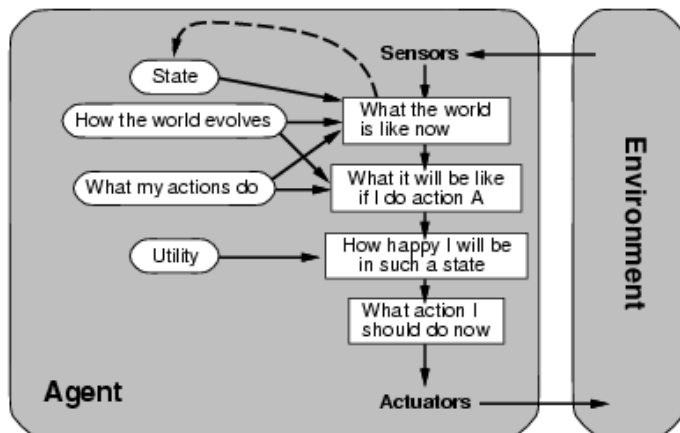 Sensors
State
What the world
is like now
How the world evolves
What my actions do
What it will be like
if I do action A
Utility
How happy I will be
in such a state
What action I
should do now
Agent
Actuators
Environment